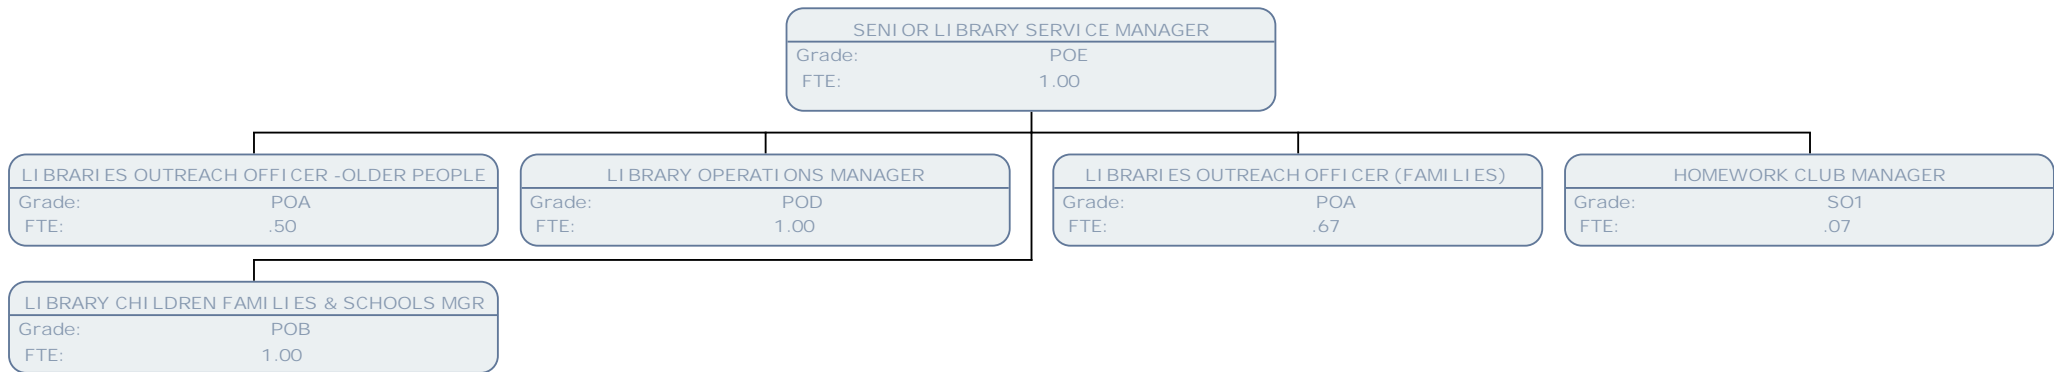 SENIOR LIBRARY SERVICE MANAGER
Grade: POE
FTE: 1.00
LIBRARIES OUTREACH OFFICER -OLDER PEOPLE
Grade: POA
FTE: .50
LIBRARY OPERATIONS MANAGER
Grade: POD
FTE: 1.00
LIBRARIES OUTREACH OFFICER (FAMILIES)
Grade: POA
FTE: .67
HOMEWORK CLUB MANAGER
Grade: SO1
FTE: .07
LIBRARY CHILDREN FAMILIES & SCHOOLS MGR
Grade: POB
FTE: 1.00